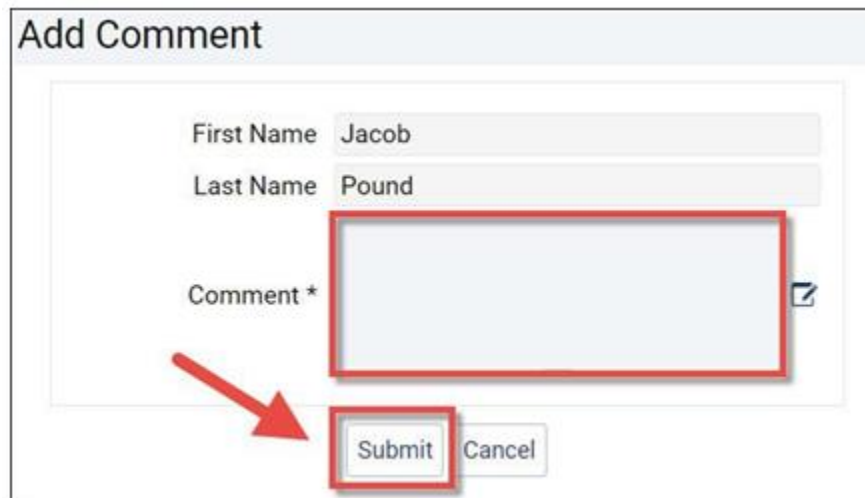 Add Comment
First Name Jacob
Last Name Pound
Comment *
Submit Cancel